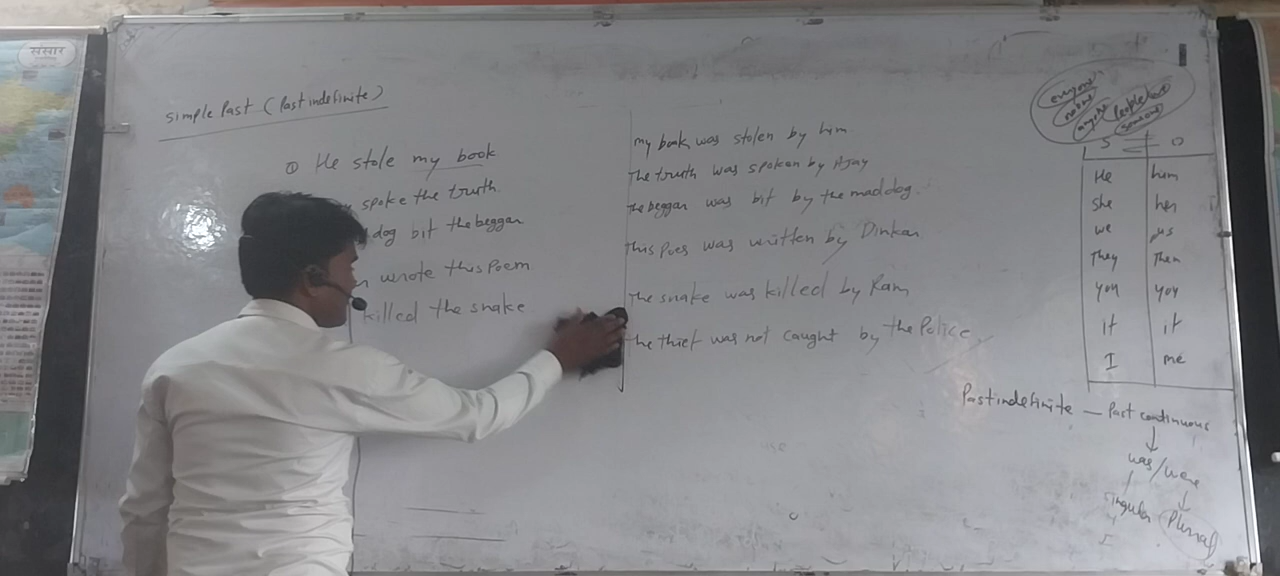 संसार
Simple Past (Past indefinite)
① He stole my book
spoke the truth
dog bit the beggar
wrote this Poem
killed the snake
my book was stolen by him
The truth was spoken by Ajay
The beggar was bit by the mad dog.
This Poem was written by Dinkar
The snake was killed by Ram
he thief was not caught by the Police.
everyone
noone
anyone
People
someone
S O
He him
she her
we us
They Them
you you
it it
I me
Past indefinite – Past continuous
was/were
singular Plural